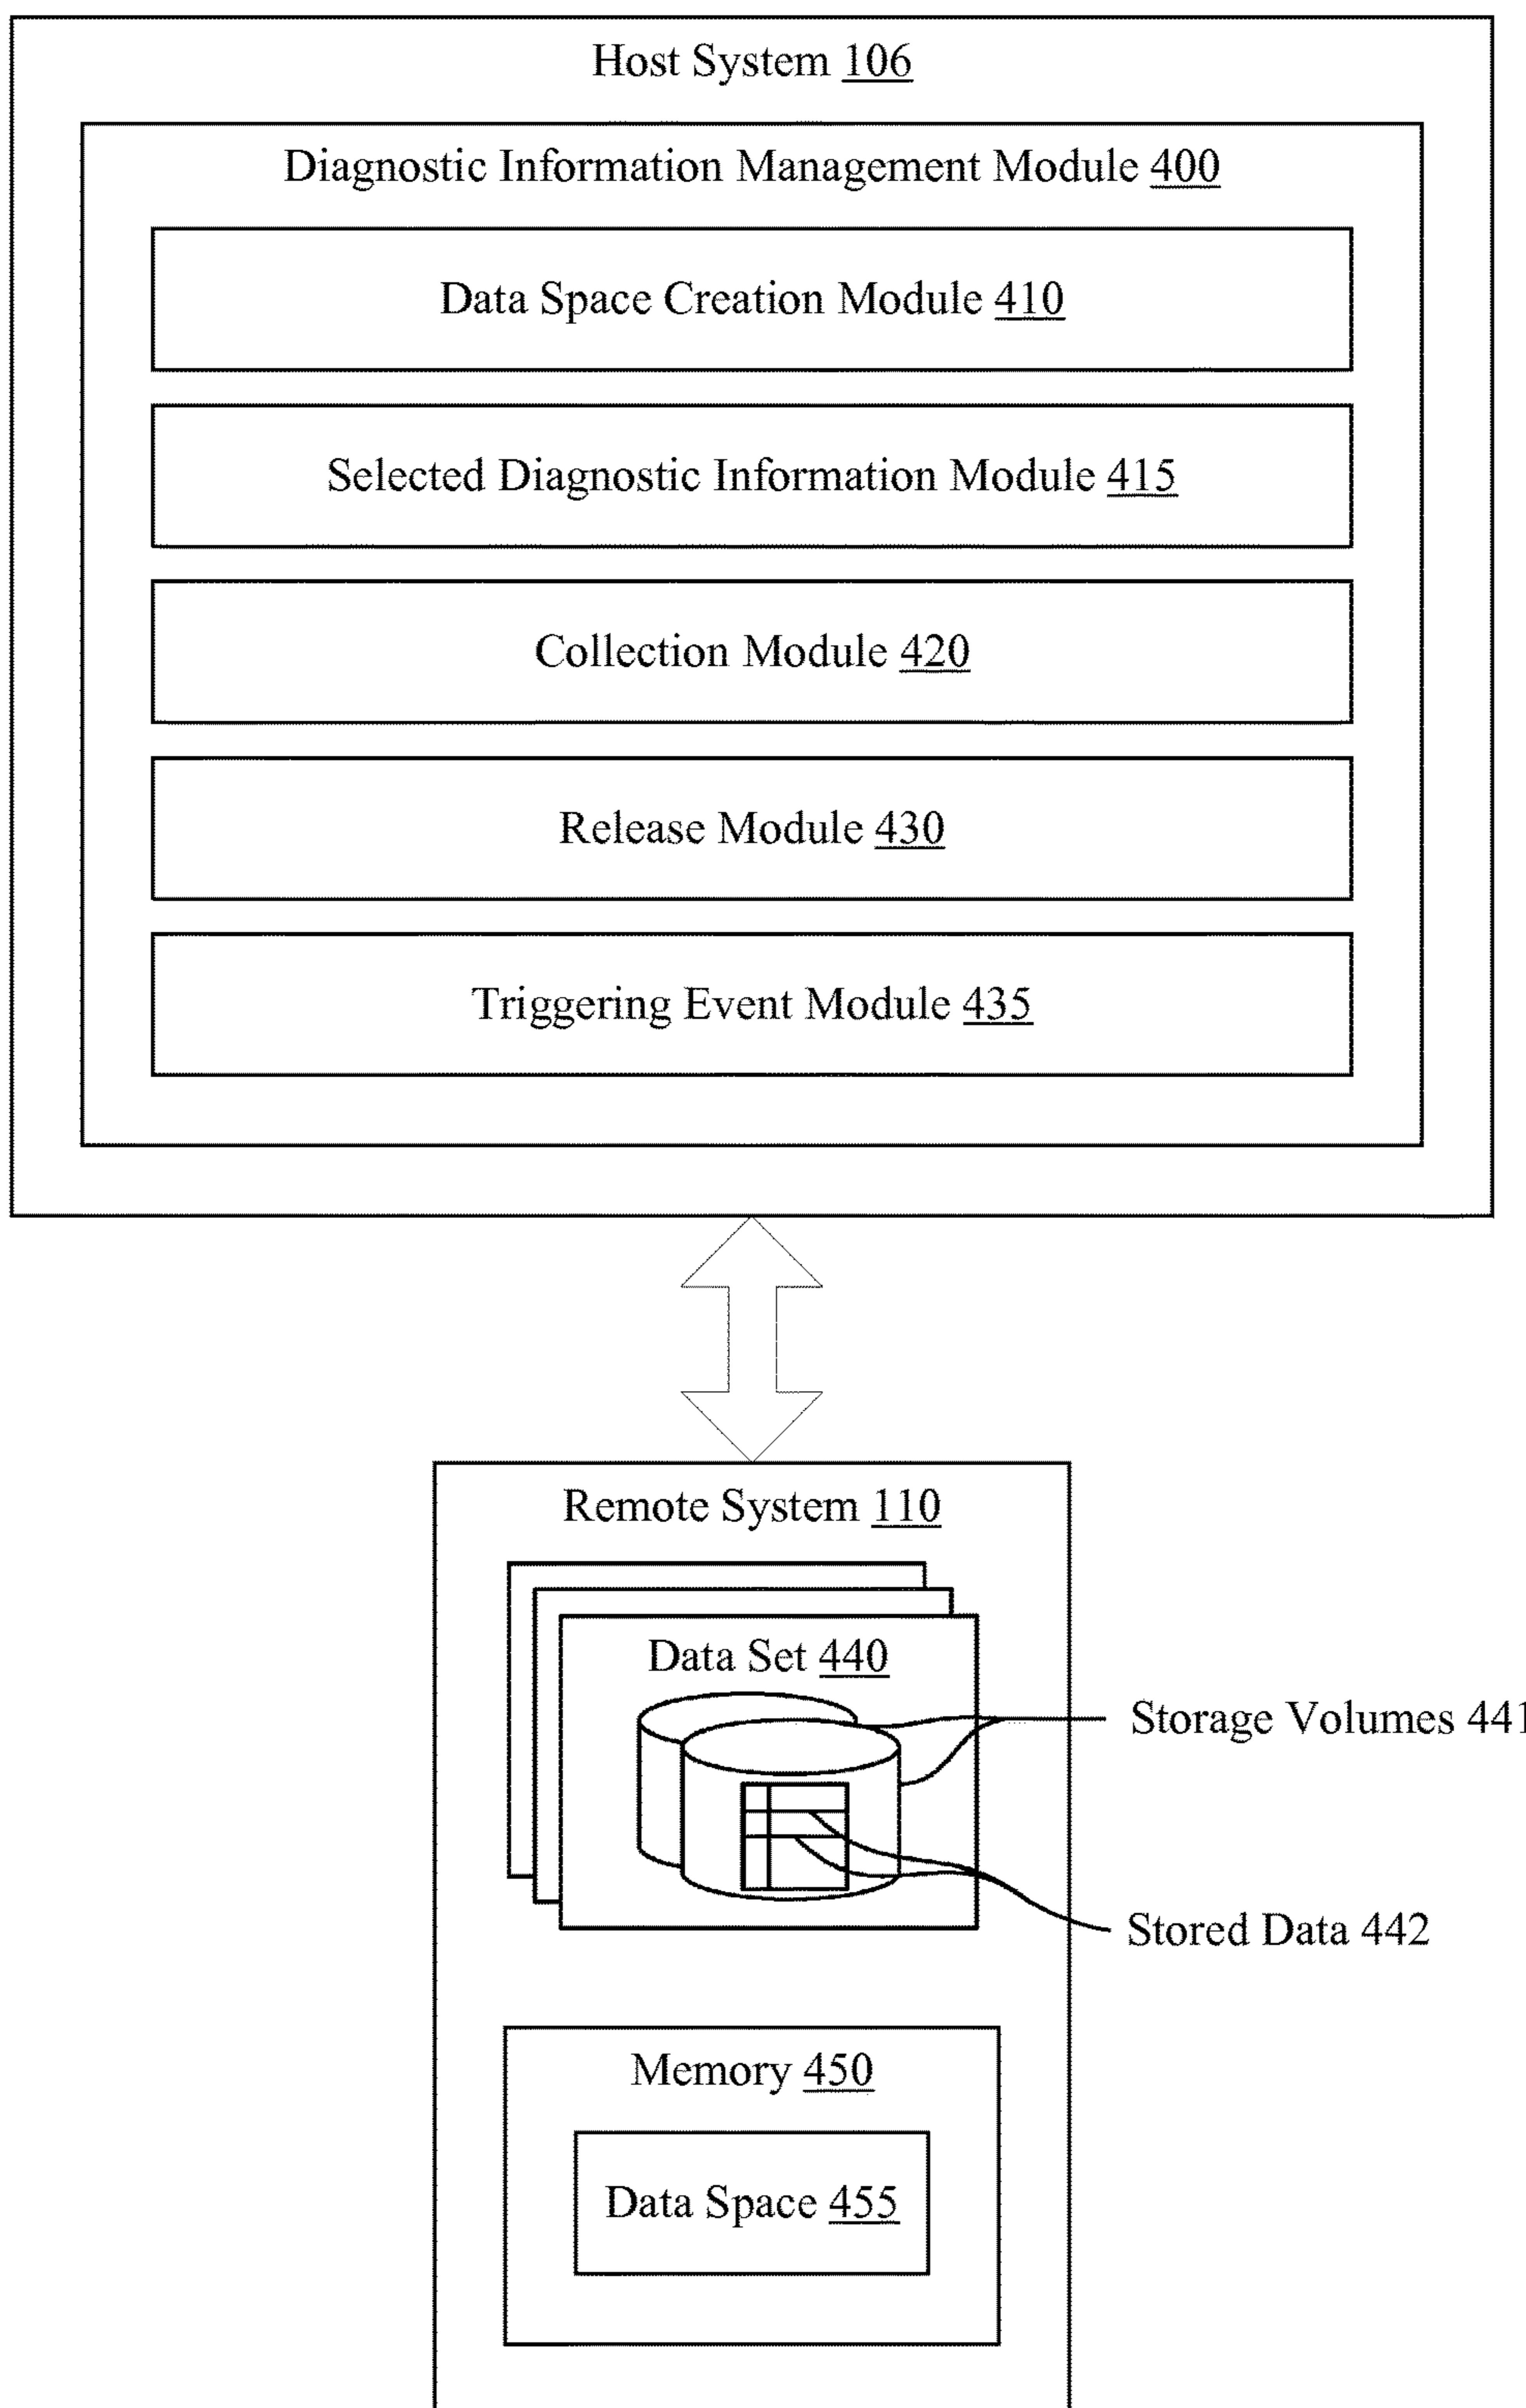 Host System 106
Diagnostic Information Management Module 400
Data Space Creation Module 410
Selected Diagnostic Information Module 415
Collection Module 420
Release Module 430
Triggering Event Module 435
Remote System 110
Data Set 440
Storage Volumes 441
Stored Data 442
Memory 450
Data Space 455